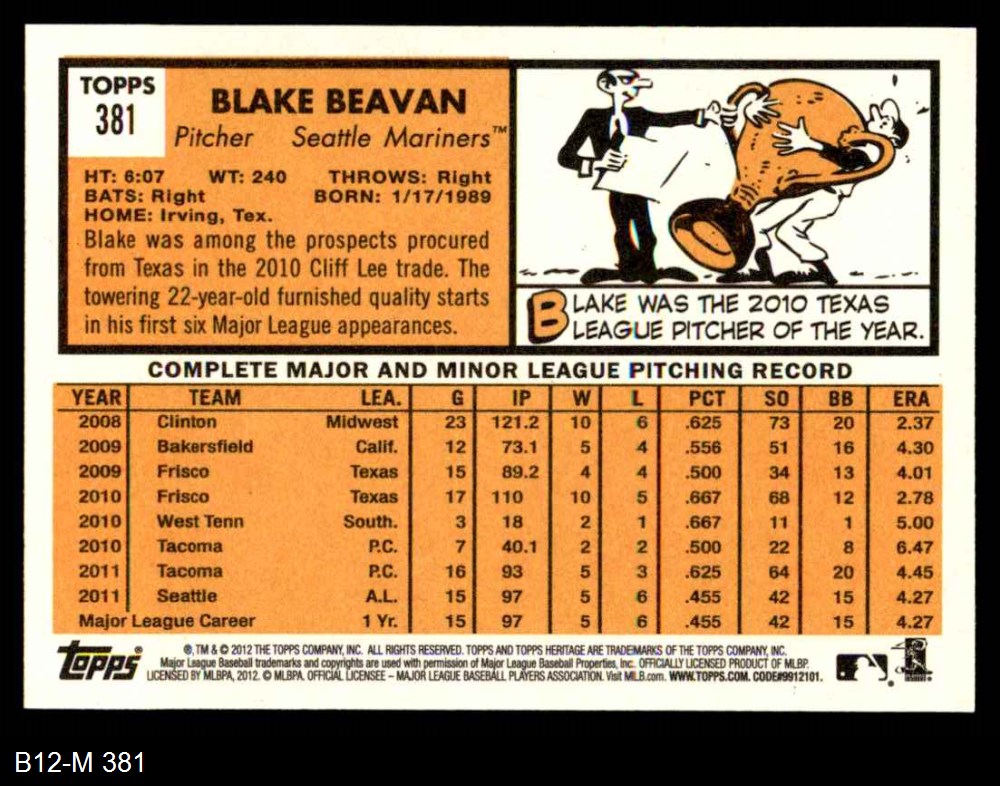 TOPPS
381
BLAKE BEAVAN
Pitcher Seattle Mariners™
HT: 6:07 WT: 240 THROWS: Right
BATS: Right BORN: 1/17/1989
HOME: Irving, Tex.
Blake was among the prospects procured
from Texas in the 2010 Cliff Lee trade. The
towering 22-year-old furnished quality starts
in his first six Major League appearances.
BLAKE WAS THE 2010 TEXAS
LEAGUE PITCHER OF THE YEAR.
COMPLETE MAJOR AND MINOR LEAGUE PITCHING RECORD
YEAR TEAM LEA. G IP W L PCT SO BB ERA
2008 Clinton Midwest 23 121.2 10 6 .625 73 20 2.37
2009 Bakersfield Calif. 12 73.1 5 4 .556 51 16 4.30
2009 Frisco Texas 15 89.2 4 4 .500 34 13 4.01
2010 Frisco Texas 17 110 10 5 .667 68 12 2.78
2010 West Tenn South. 3 18 2 1 .667 11 1 5.00
2010 Tacoma P.C. 7 40.1 2 2 .500 22 8 6.47
2011 Tacoma P.C. 16 93 5 3 .625 64 20 4.45
2011 Seattle A.L. 15 97 5 6 .455 42 15 4.27
Major League Career 1 Yr. 15 97 5 6 .455 42 15 4.27
topps
®, TM & © 2012 THE TOPPS COMPANY, INC. ALL RIGHTS RESERVED. TOPPS AND TOPPS HERITAGE ARE TRADEMARKS OF THE TOPPS COMPANY, INC.
Major League Baseball trademarks and copyrights are used with permission of Major League Baseball Properties, Inc. OFFICIALLY LICENSED PRODUCT OF MLBP.
LICENSED BY MLBPA, 2012. © MLBPA. OFFICIAL LICENSEE – MAJOR LEAGUE BASEBALL PLAYERS ASSOCIATION. Visit MLB.com. WWW.TOPPS.COM. CODE#9912101.
B12-M 381